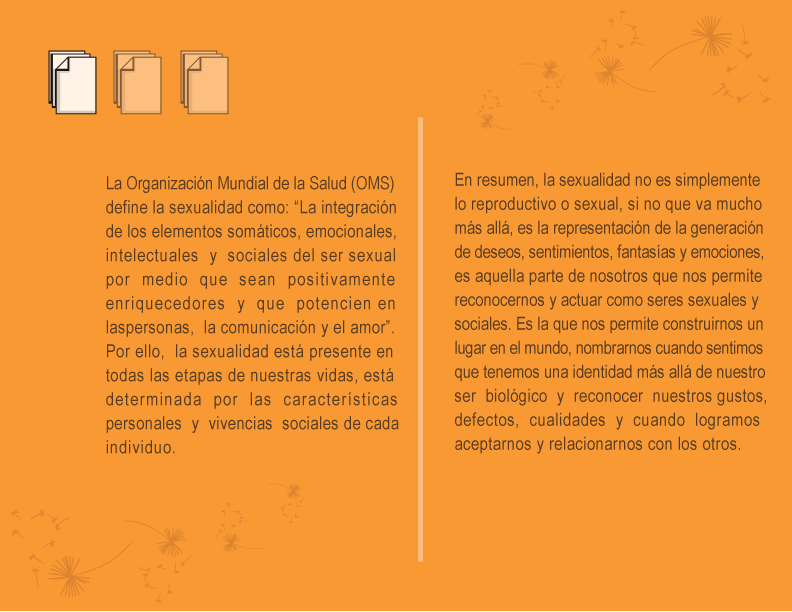 La Organización Mundial de la Salud (OMS)
define la sexualidad como: “La integración
de los elementos somáticos, emocionales,
intelectuales y sociales del ser sexual
por medio que sean positivamente
enriquecedores y que potencien en
laspersonas, la comunicación y el amor”.
Por ello, la sexualidad está presente en
todas las etapas de nuestras vidas, está
determinada por las características
personales y vivencias sociales de cada
individuo.
En resumen, la sexualidad no es simplemente
lo reproductivo o sexual, si no que va mucho
más allá, es la representación de la generación
de deseos, sentimientos, fantasías y emociones,
es aquella parte de nosotros que nos permite
reconocernos y actuar como seres sexuales y
sociales. Es la que nos permite construirnos un
lugar en el mundo, nombrarnos cuando sentimos
que tenemos una identidad más allá de nuestro
ser biológico y reconocer nuestros gustos,
defectos, cualidades y cuando logramos
aceptarnos y relacionarnos con los otros.